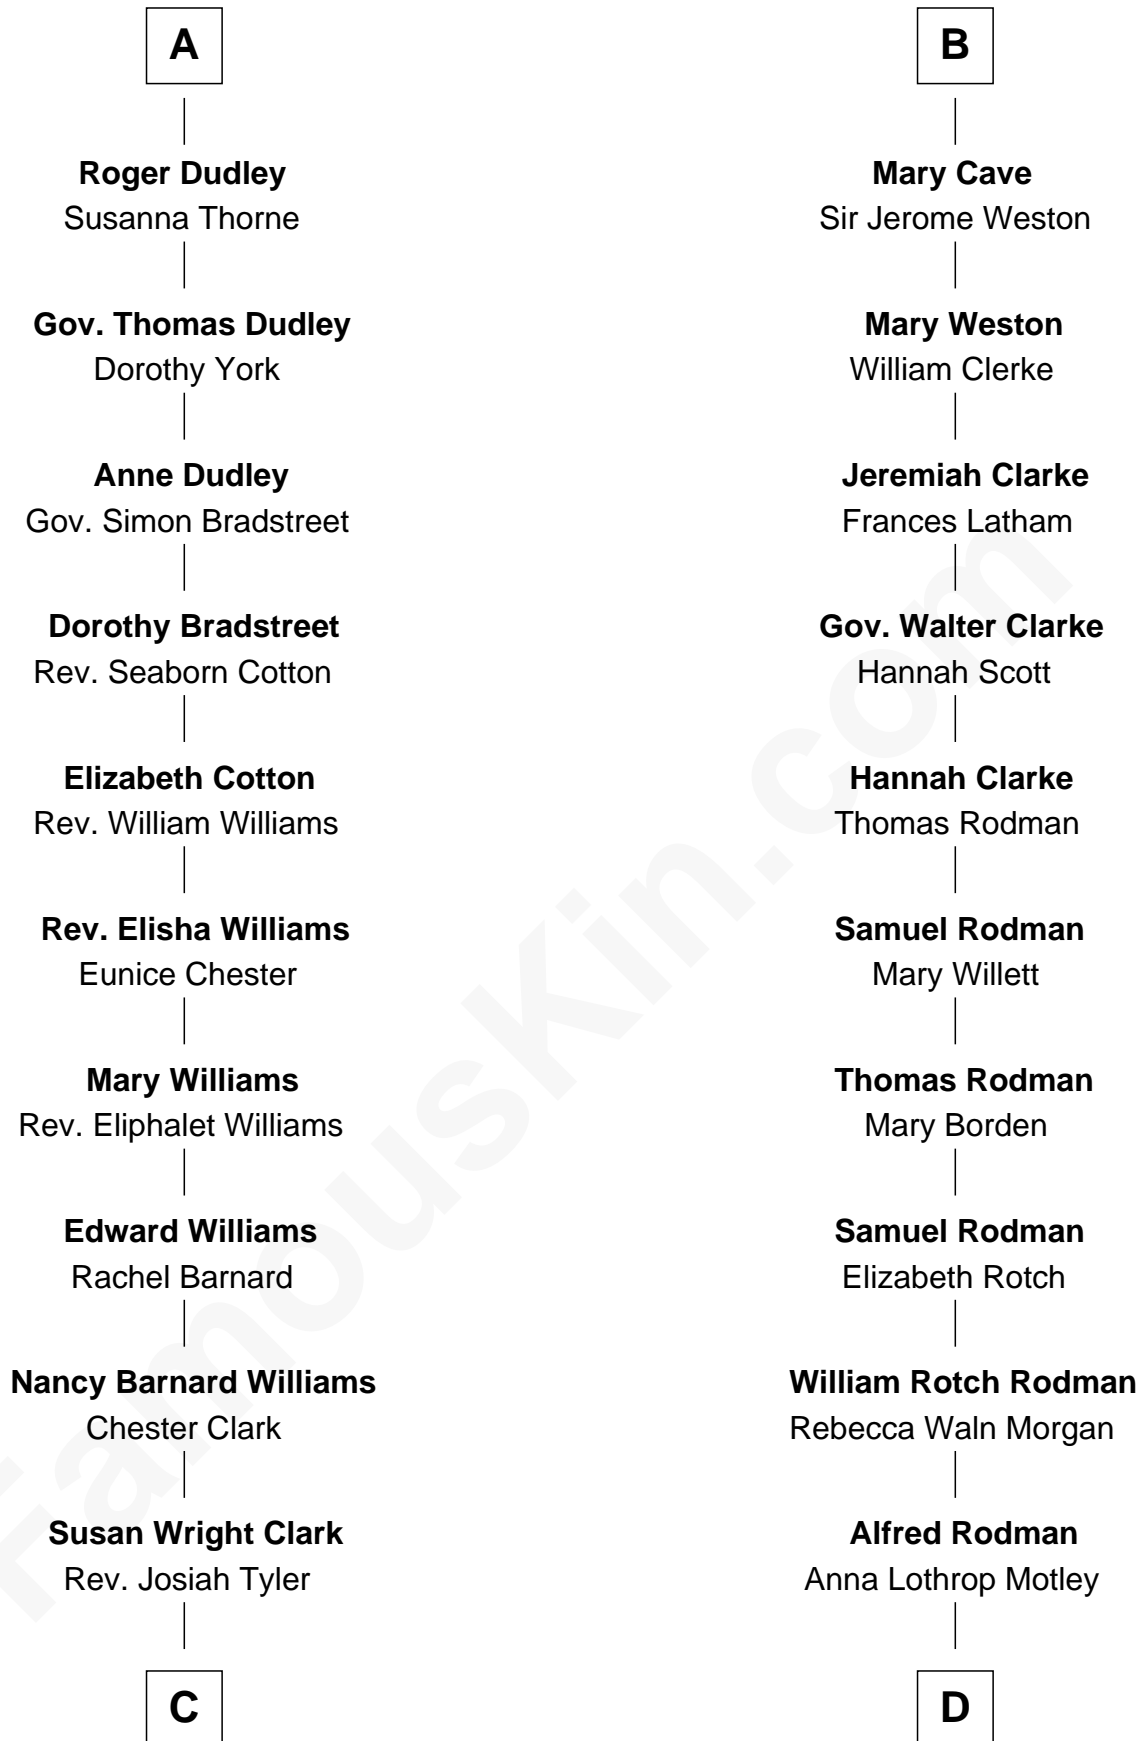 A
Roger Dudley
Susanna Thorne
Gov. Thomas Dudley
Dorothy York
Anne Dudley
Gov. Simon Bradstreet
Dorothy Bradstreet
Rev. Seaborn Cotton
Elizabeth Cotton
Rev. William Williams
Rev. Elisha Williams
Eunice Chester
Mary Williams
Rev. Eliphalet Williams
Edward Williams
Rachel Barnard
Nancy Barnard Williams
Chester Clark
Susan Wright Clark
Rev. Josiah Tyler
C
B
Mary Cave
Sir Jerome Weston
Mary Weston
William Clerke
Jeremiah Clarke
Frances Latham
Gov. Walter Clarke
Hannah Scott
Hannah Clarke
Thomas Rodman
Samuel Rodman
Mary Willett
Thomas Rodman
Mary Borden
Samuel Rodman
Elizabeth Rotch
William Rotch Rodman
Rebecca Waln Morgan
Alfred Rodman
Anna Lothrop Motley
D
FamousKin.com